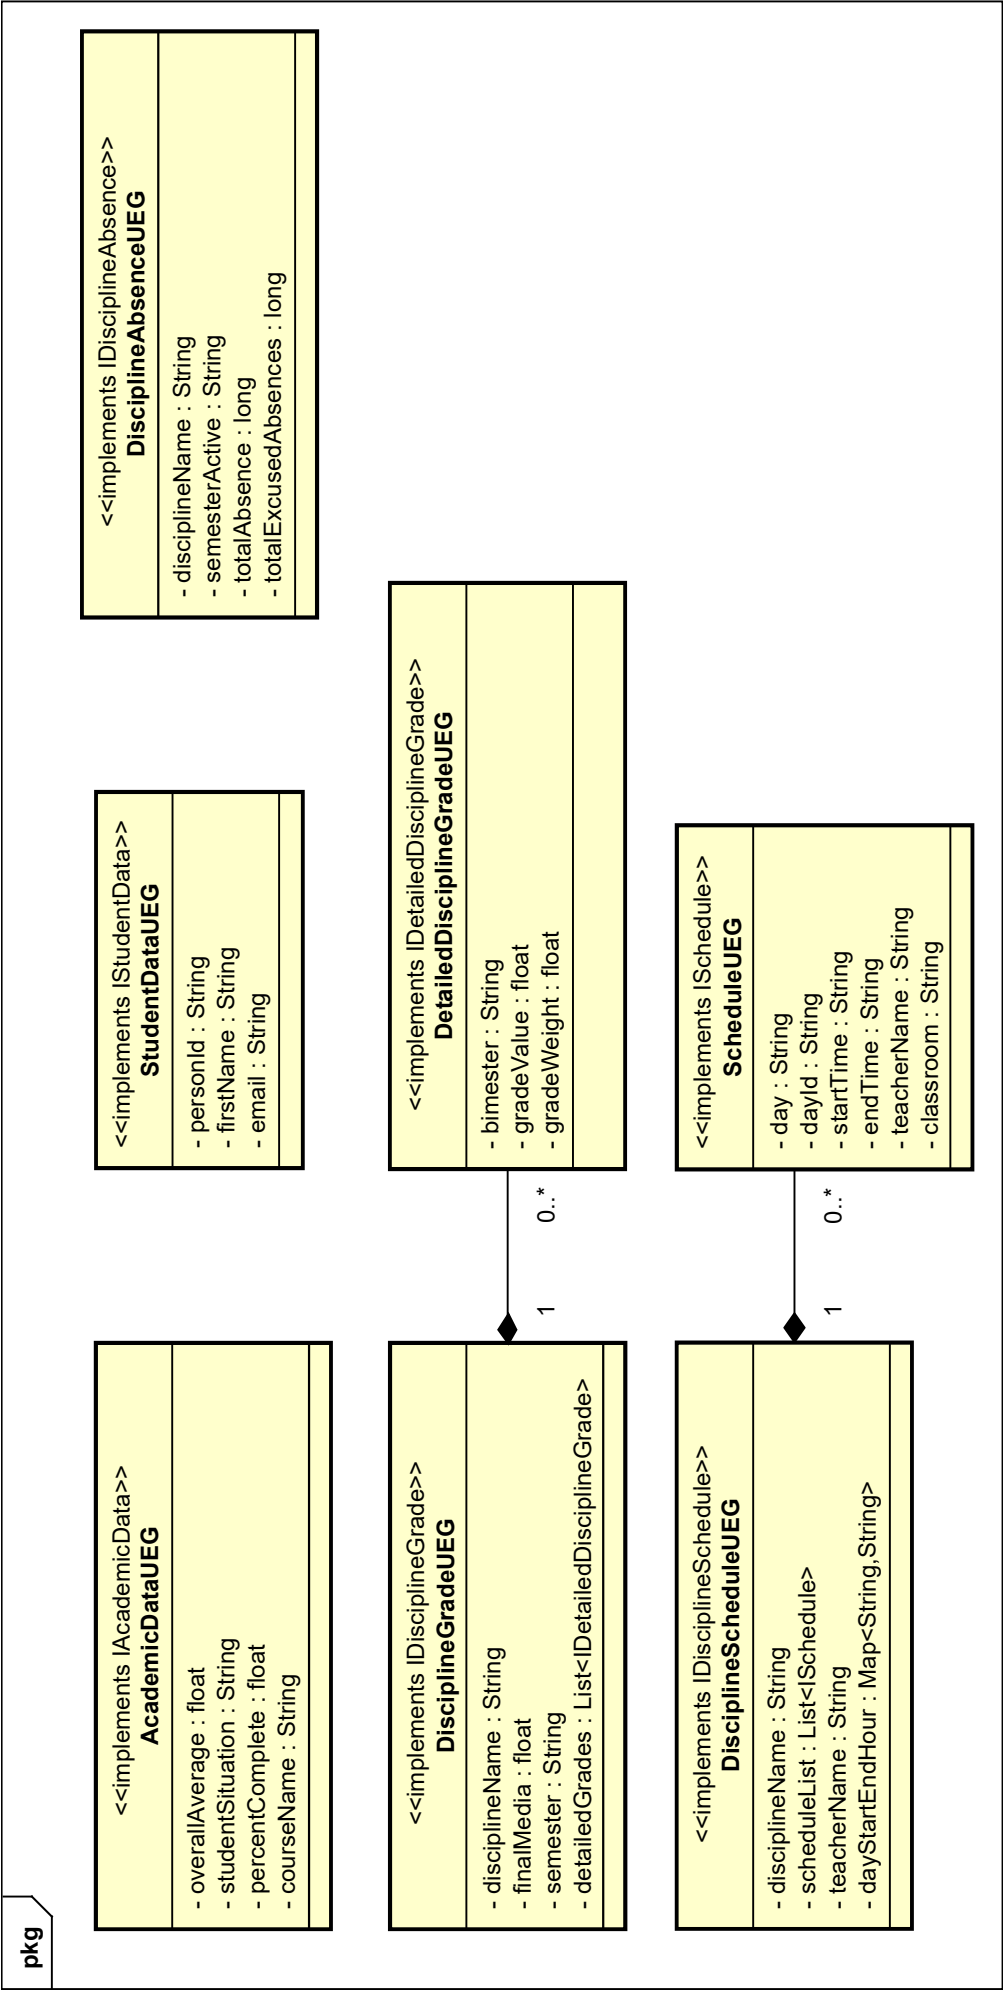 pkg
<<implements IAcademicData>>
AcademicDataUEG
- overallAverage : float
- studentSituation : String
- percentComplete : float
- courseName : String
<<implements IStudentData>>
StudentDataUEG
- personId : String
- firstName : String
- email : String
<<implements IDisciplineAbsence>>
DisciplineAbsenceUEG
- disciplineName : String
- semesterActive : String
- totalAbsence : long
- totalExcusedAbsences : long
<<implements IDisciplineGrade>>
DisciplineGradeUEG
- disciplineName : String
- finalMedia : float
- semester : String
- detailedGrades : List<IDetailedDisciplineGrade>
1
0..*
<<implements IDetailedDisciplineGrade>>
DetailedDisciplineGradeUEG
- bimester : String
- gradeValue : float
- gradeWeight : float
<<implements IDisciplineSchedule>>
DisciplineScheduleUEG
- disciplineName : String
- scheduleList : List<ISchedule>
- teacherName : String
- dayStartEndHour : Map<String,String>
1
0..*
<<implements ISchedule>>
ScheduleUEG
- day : String
- dayId : String
- startTime : String
- endTime : String
- teacherName : String
- classroom : String